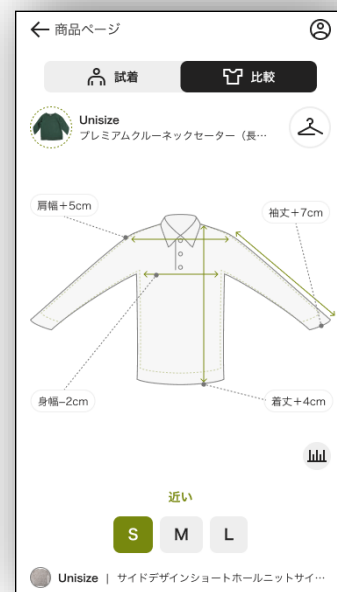 商品ページ
試着 比較
Unisize
プレミアムクルーネックセーター（長…
肩幅+5cm
袖丈+7cm
身幅−2cm
着丈+4cm
近い
S M L
Unisize | サイドデザインショートホールニットサイ…